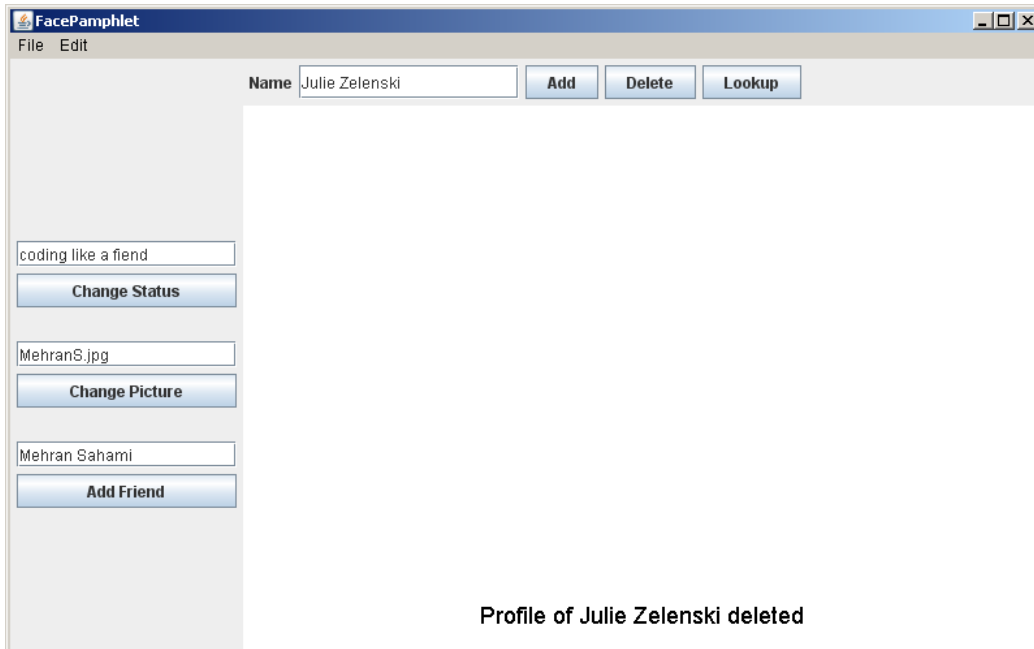 FacePamphlet
File Edit
Name Julie Zelenski Add Delete Lookup
coding like a fiend
Change Status
MehranS.jpg
Change Picture
Mehran Sahami
Add Friend
Profile of Julie Zelenski deleted